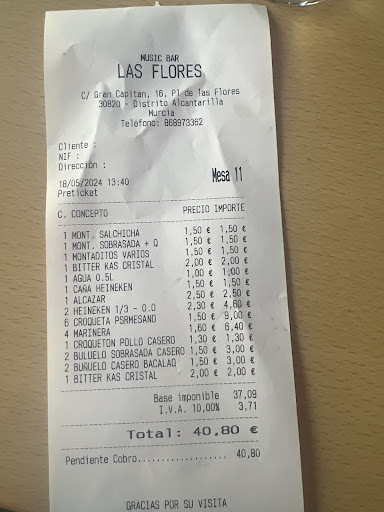 MUSIC BAR
LAS FLORES
C/ Gran Capitan, 16, Pl de las Flores
30820 - Distrito Alcantarilla
Murcia
Teléfono: 868973362
Cliente :
NIF :
Dirección :
18/05/2024 13:40 Mesa 11
Preticket
C. CONCEPTO PRECIO IMPORTE
1 MONT. SALCHICHA 1,50 € 1,50 €
1 MONT. SOBRASADA + Q 1,50 € 1,50 €
1 MONTADITOS VARIOS 1,50 € 1,50 €
1 BITTER KAS CRISTAL 2,00 € 2,00 €
1 AGUA 0.5L 1,00 € 1,00 €
1 CAÑA HEINEKEN 1,50 € 1,50 €
1 ALCAZAR 2,50 € 2,50 €
2 HEINEKEN 1/3 - 0.0 2,30 € 4,60 €
6 CROQUETA PSRMESANO 1,50 € 9,00 €
4 MARINERA 1,60 € 6,40 €
1 CROQUETON POLLO CASERO 1,30 € 1,30 €
2 BULUELO SOBRASADA CASERO 1,50 € 3,00 €
2 BUÑUELO CASERO BACALAO 1,50 € 3,00 €
1 BITTER KAS CRISTAL 2,00 € 2,00 €
Base imponible 37,09
I.V.A. 10,00% 3,71
Total: 40,80 €
Pendiente Cobro................... 40,80
GRACIAS POR SU VISITA